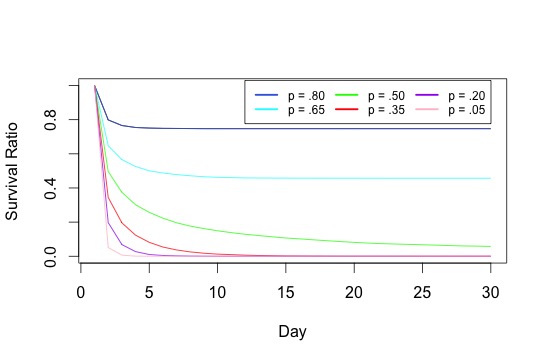 p = .80 p = .50 p = .20
p = .65 p = .35 p = .05
Survival Ratio
0.8
0.4
0.0
0 5 10 15 20 25 30
Day